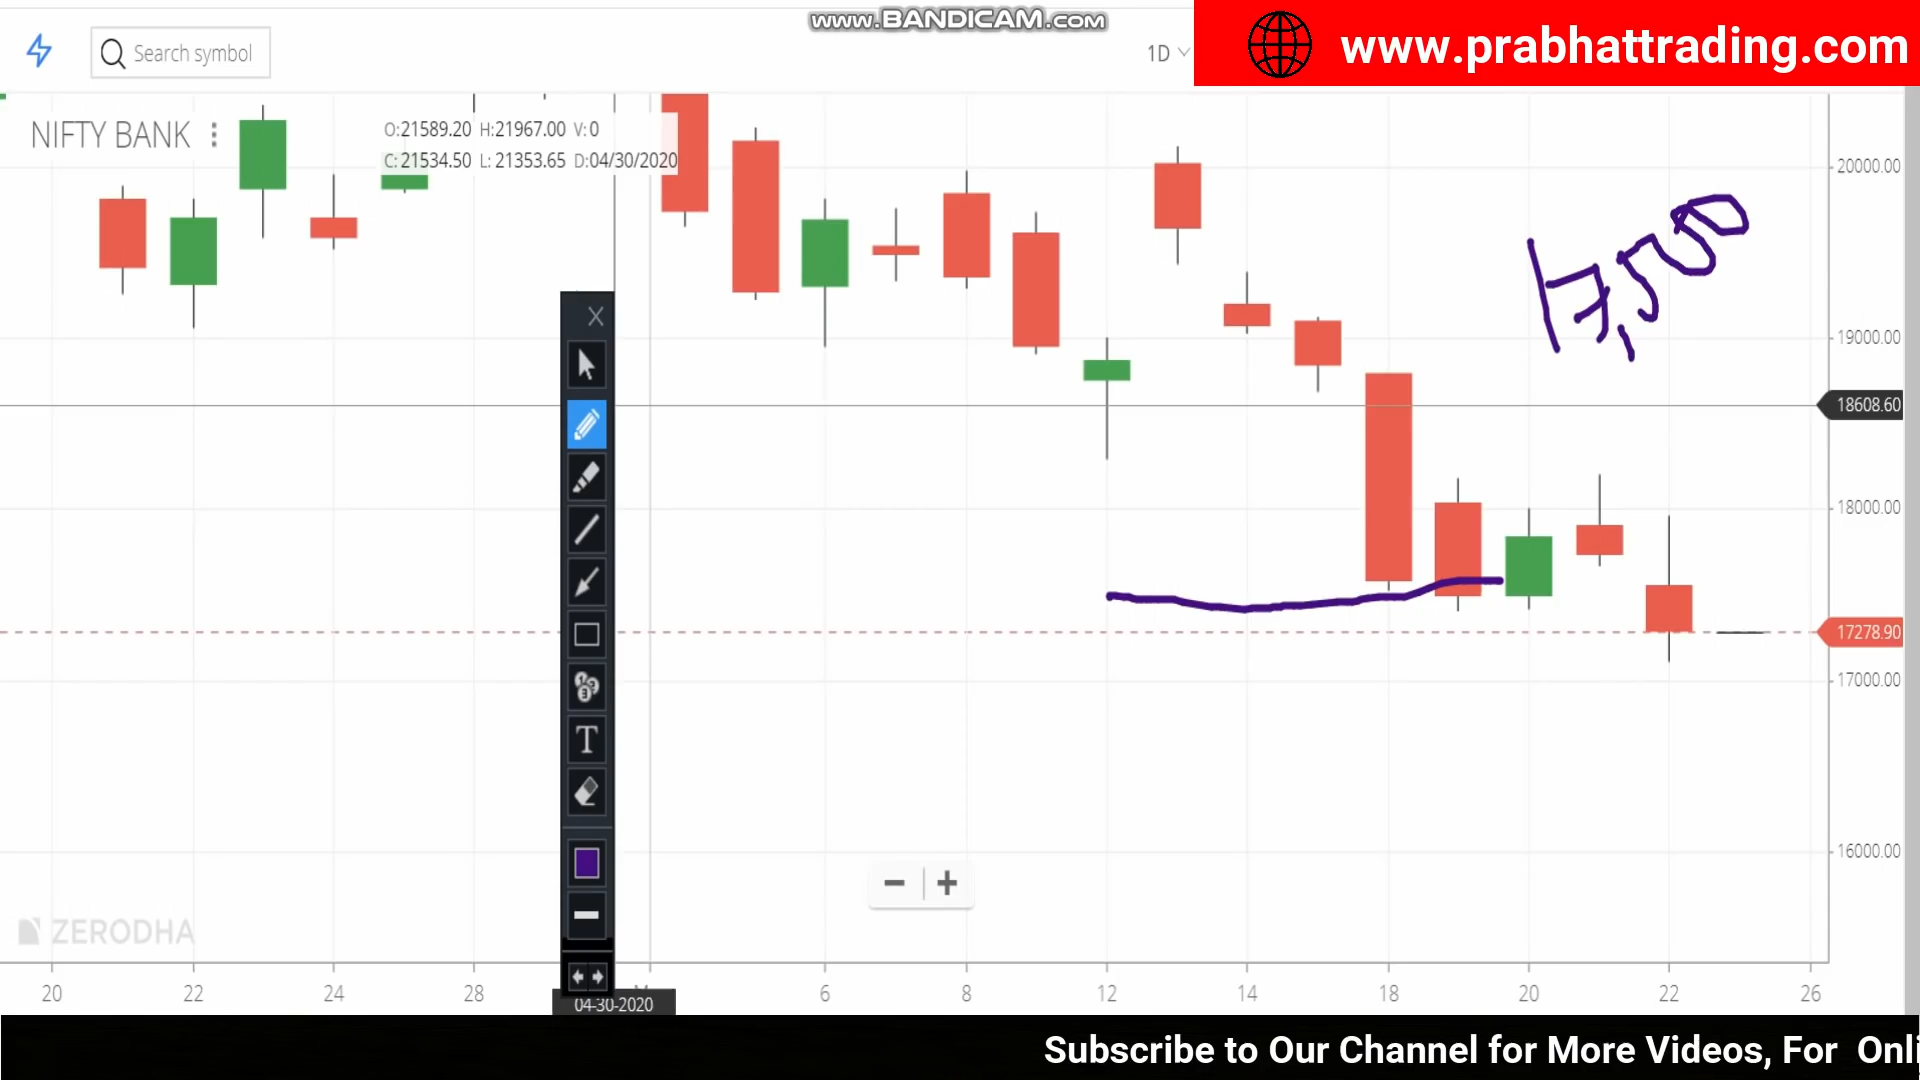 www.BANDICAM.com
www.prabhattrading.com
Search symbol
1D
NIFTY BANK
O:21589.20 H:21967.00 V:0
C:21534.50 L:21353.65 D:04/30/2020
20000.00
17,500
19000.00
18608.60
18000.00
17278.90
17000.00
T
16000.00
ZERODHA
20 22 24 28 6 8 12 14 18 20 22 26
04-30-2020
Subscribe to Our Channel for More Videos, For Onli